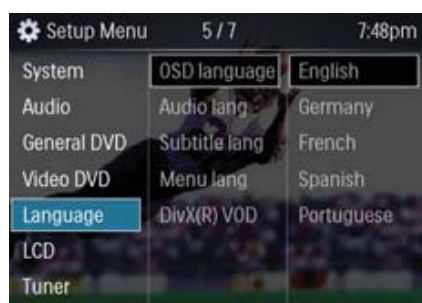 Setup Menu 5 / 7 7:48pm
System OSD language English
Audio Audio lang Germany
General DVD Subtitle lang French
Video DVD Menu lang Spanish
Language DivX(R) VOD Portuguese
LCD
Tuner